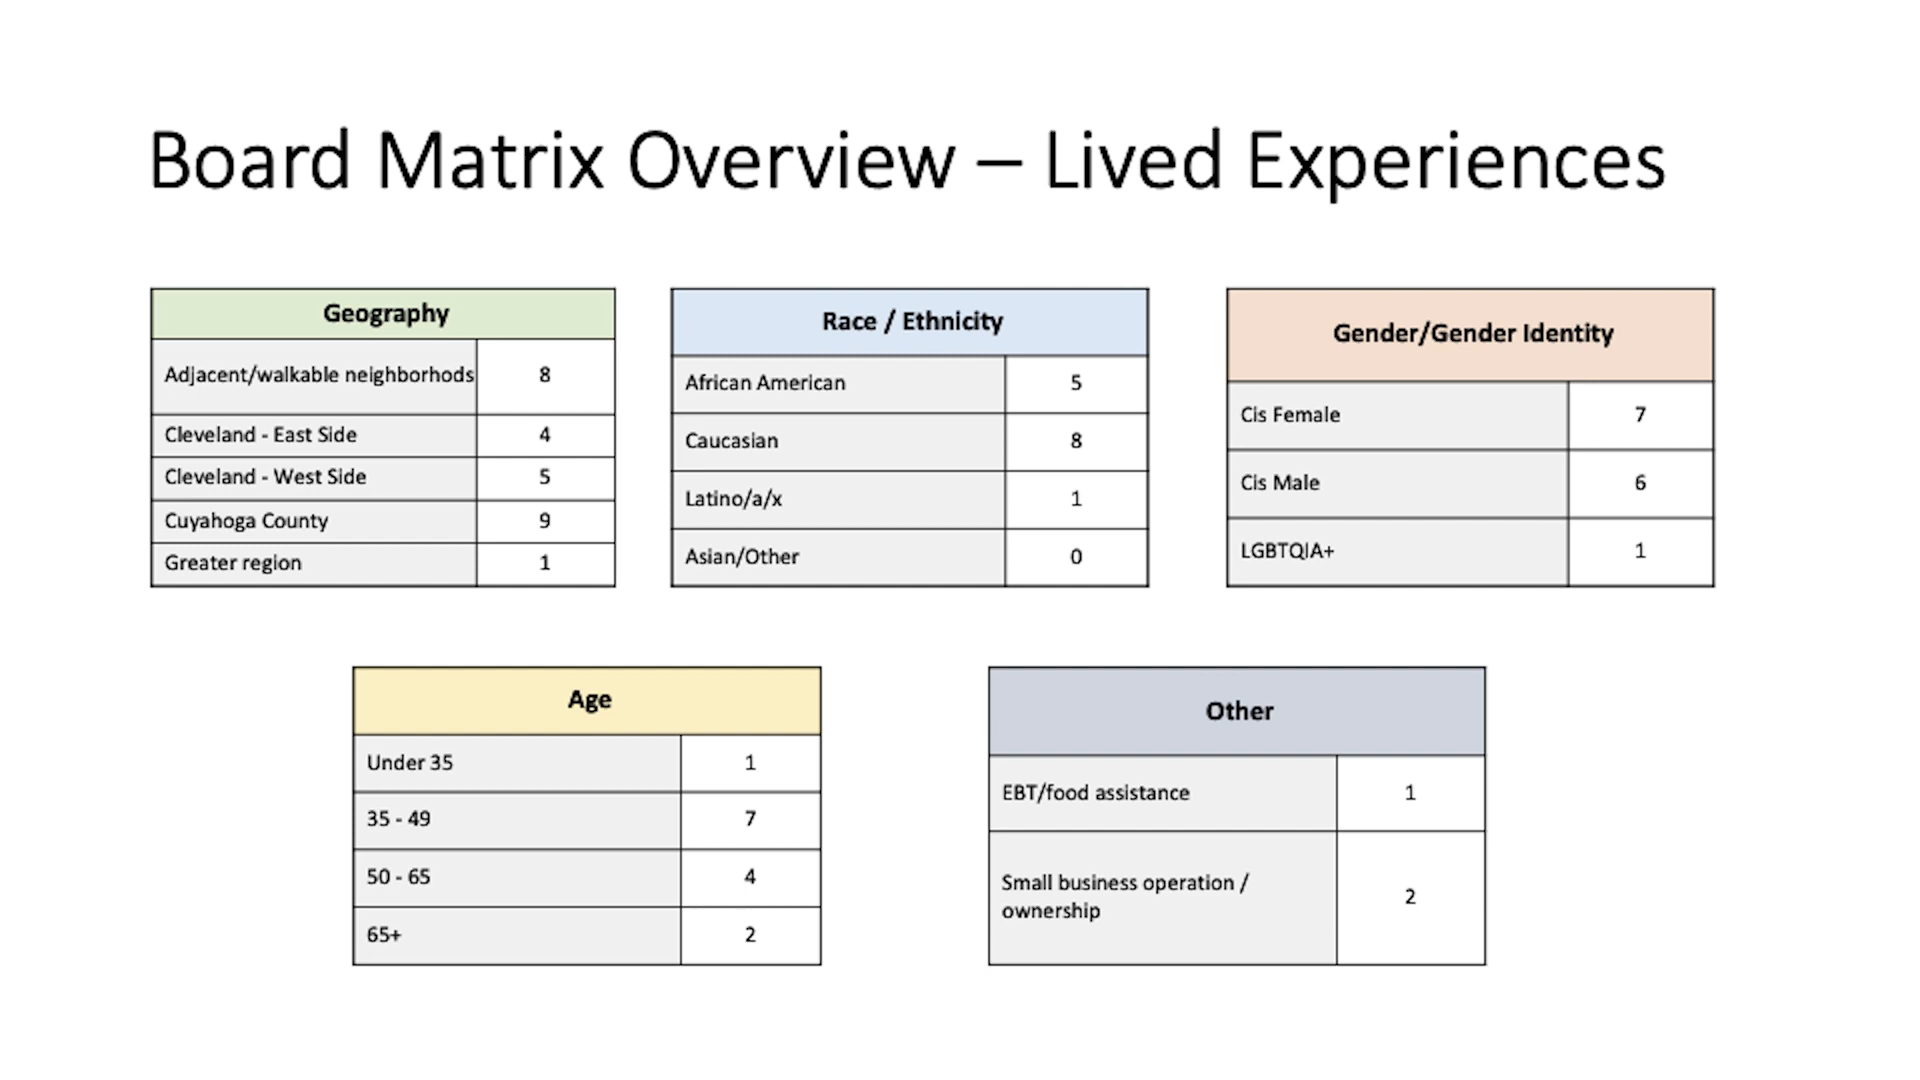 Board Matrix Overview – Lived Experiences
Geography
Adjacent/walkable neighborhods 8
Cleveland - East Side 4
Cleveland - West Side 5
Cuyahoga County 9
Greater region 1
Race / Ethnicity
African American 5
Caucasian 8
Latino/a/x 1
Asian/Other 0
Gender/Gender Identity
Cis Female 7
Cis Male 6
LGBTQIA+ 1
Age
Under 35 1
35 - 49 7
50 - 65 4
65+ 2
Other
EBT/food assistance 1
Small business operation /
ownership 2